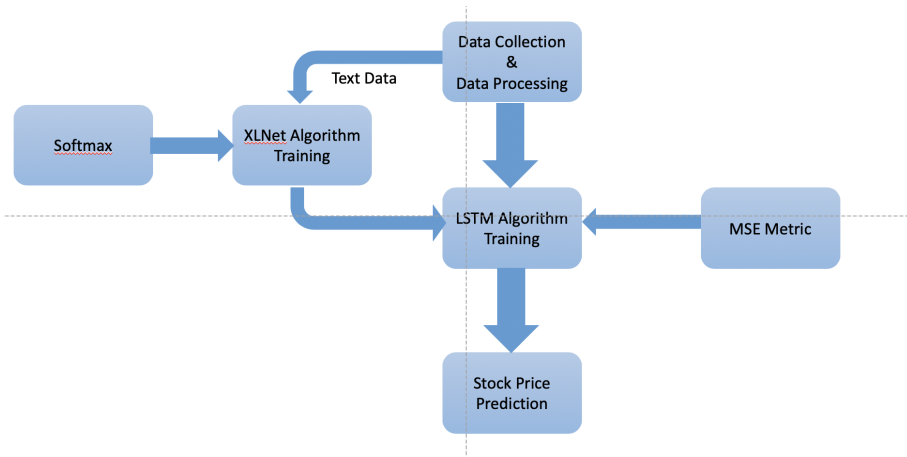 Data Collection
&
Data Processing
Text Data
Softmax
XLNet Algorithm
Training
LSTM Algorithm
Training
MSE Metric
Stock Price
Prediction